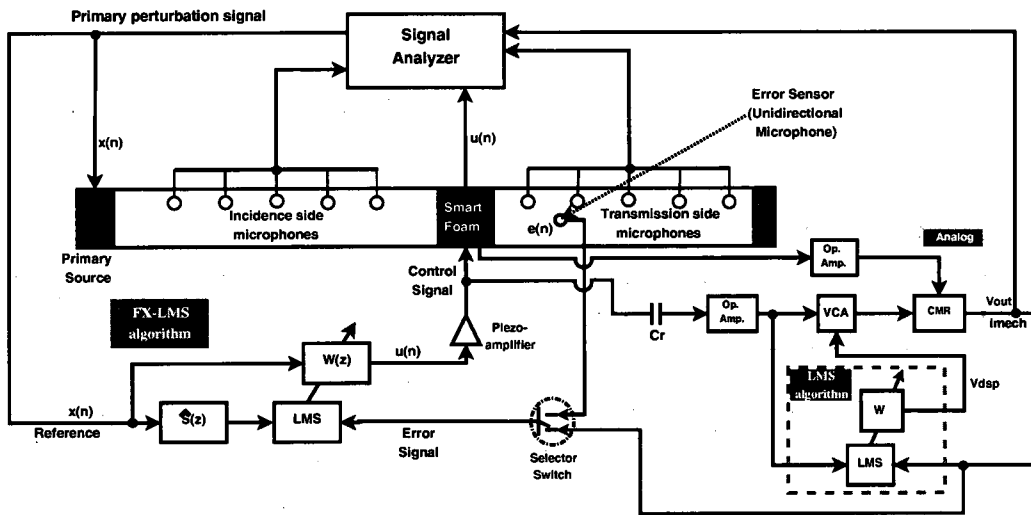 Primary perturbation signal
Signal
Analyzer
Error Sensor
(Unidirectional
Microphone)
x(n)
u(n)
Incidence side
microphones
Smart
Foam
e(n)
Transmission side
microphones
Primary
Source
Control
Signal
Op.
Amp.
Analog
FX-LMS
algorithm
Piezo-
amplifier
Cr
Op.
Amp.
VCA
CMR
Vout
imech
W(z)
u(n)
LMS
algorithm
Vdsp
W
x(n)
Reference
Ŝ(z)
LMS
Error
Signal
Selector
Switch
LMS